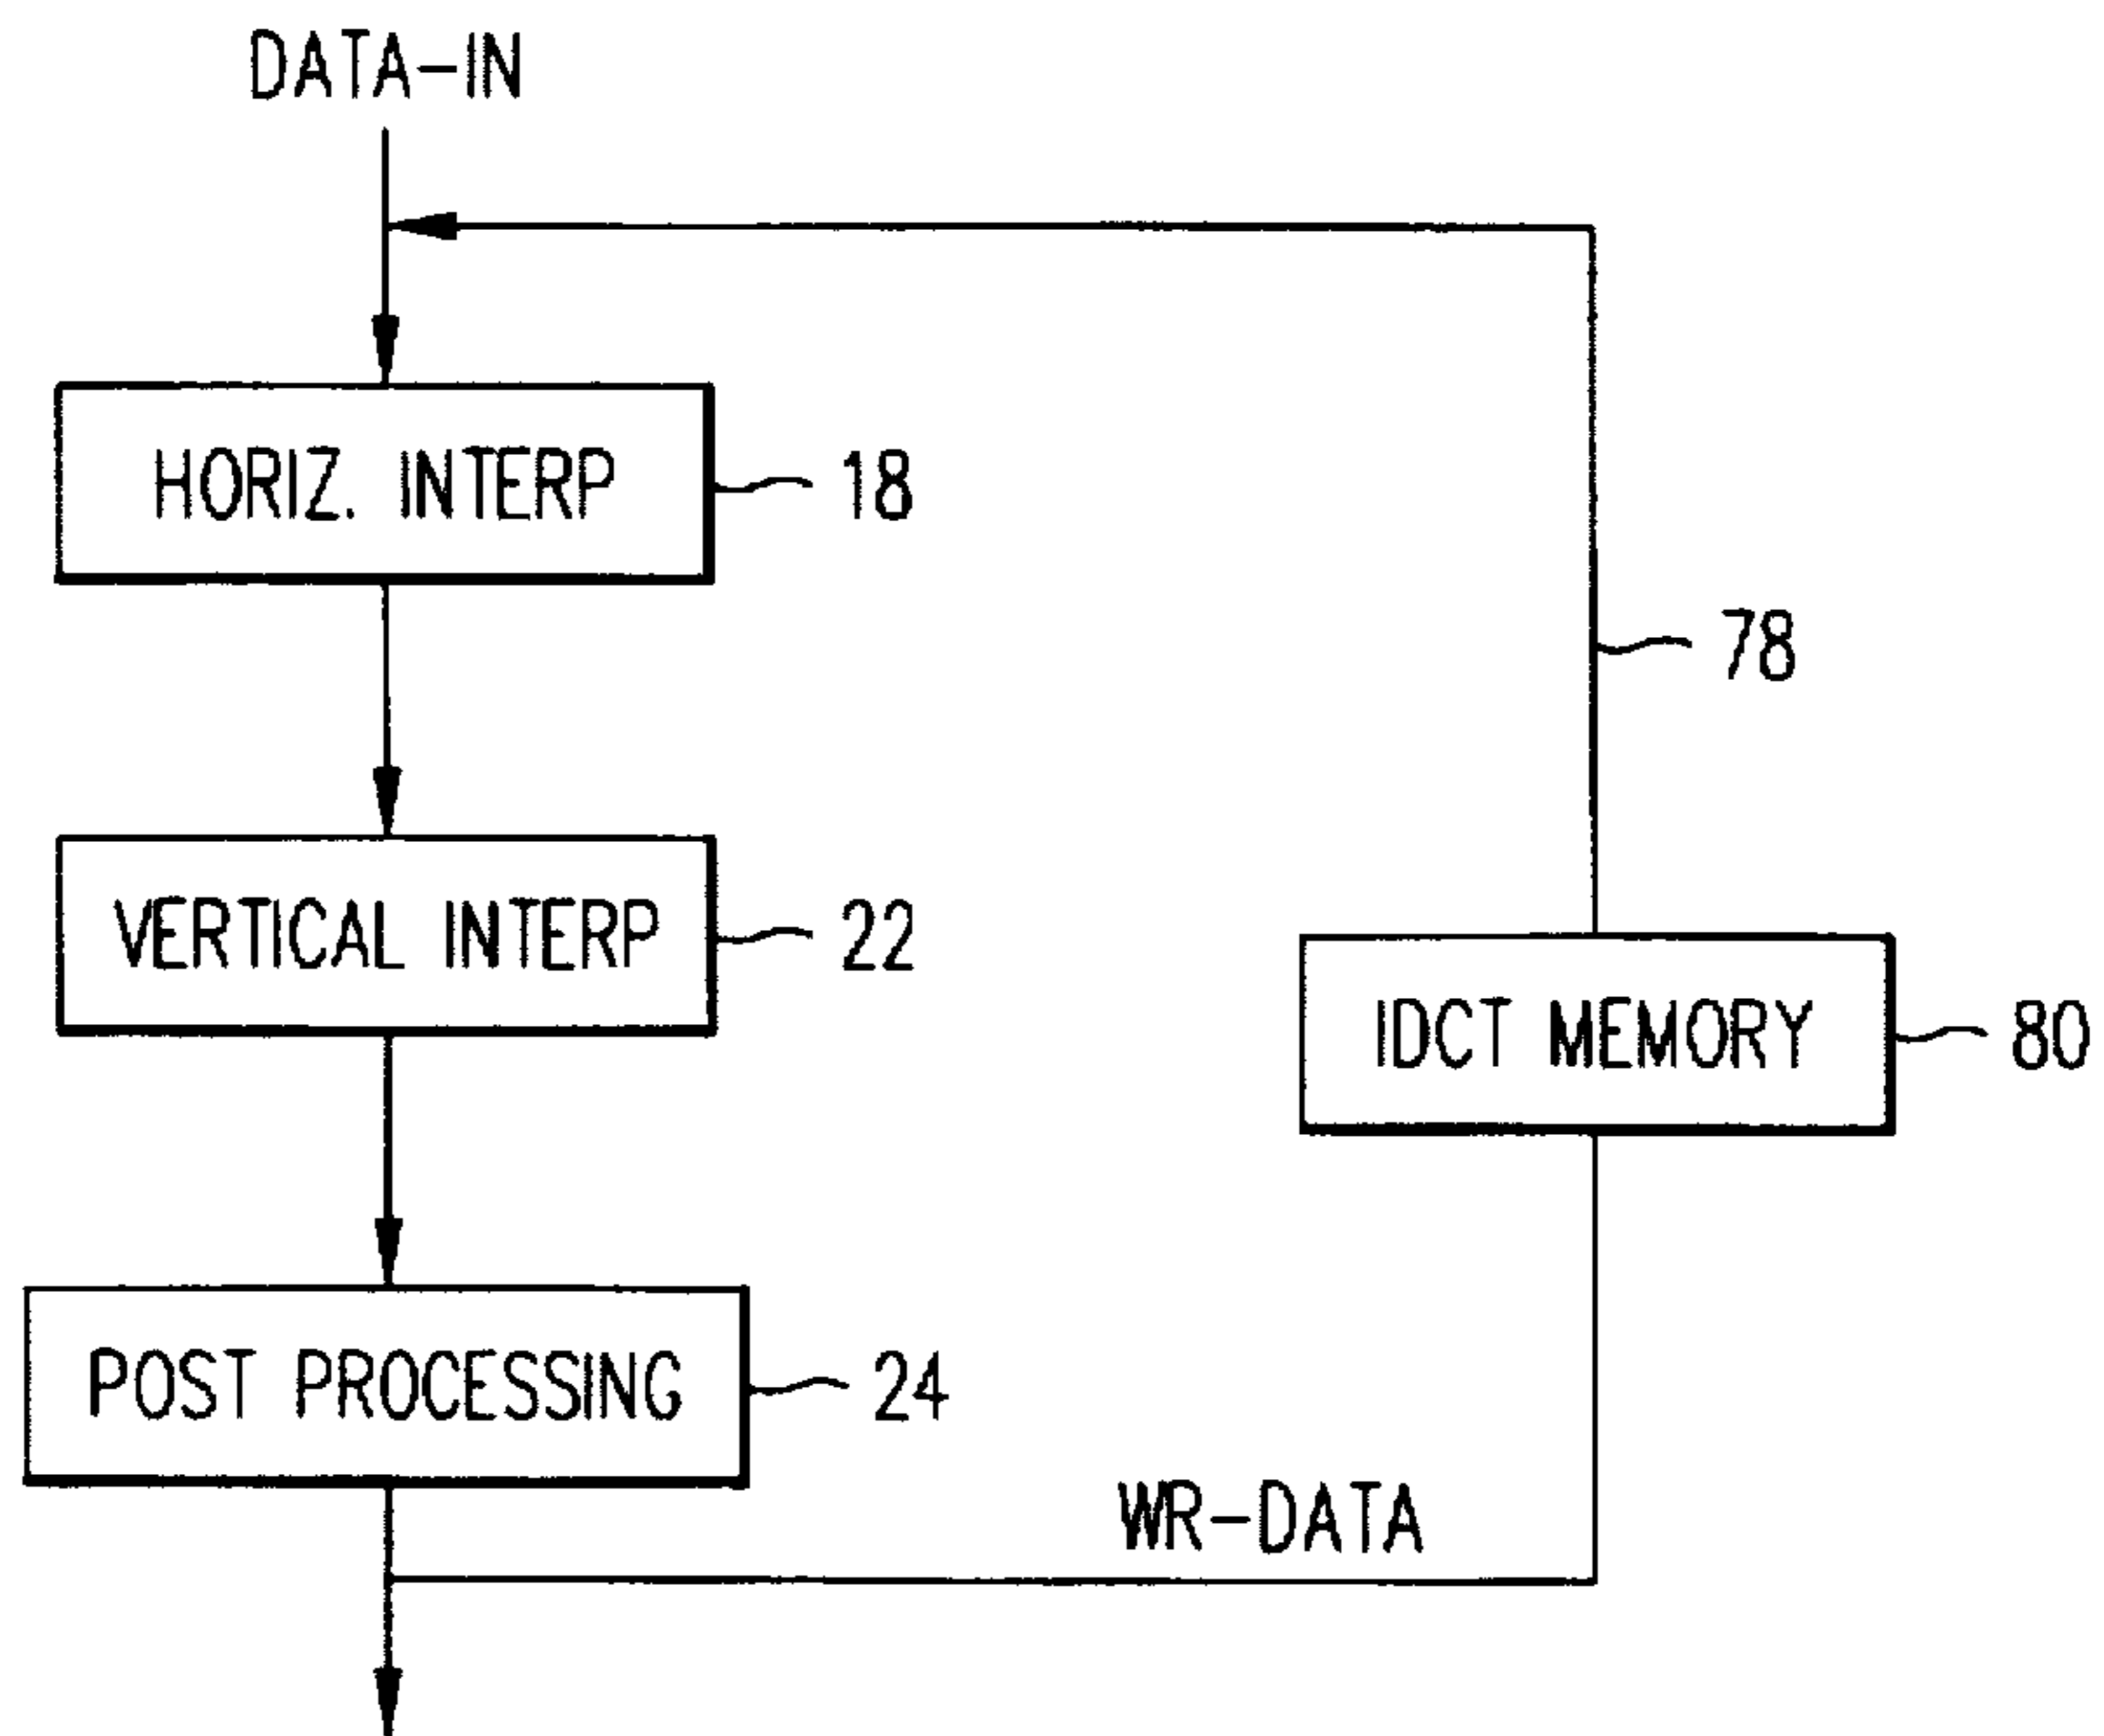 DATA-IN
HORIZ. INTERP
18
78
VERTICAL INTERP
22
IDCT MEMORY
80
POST PROCESSING
24
WR-DATA